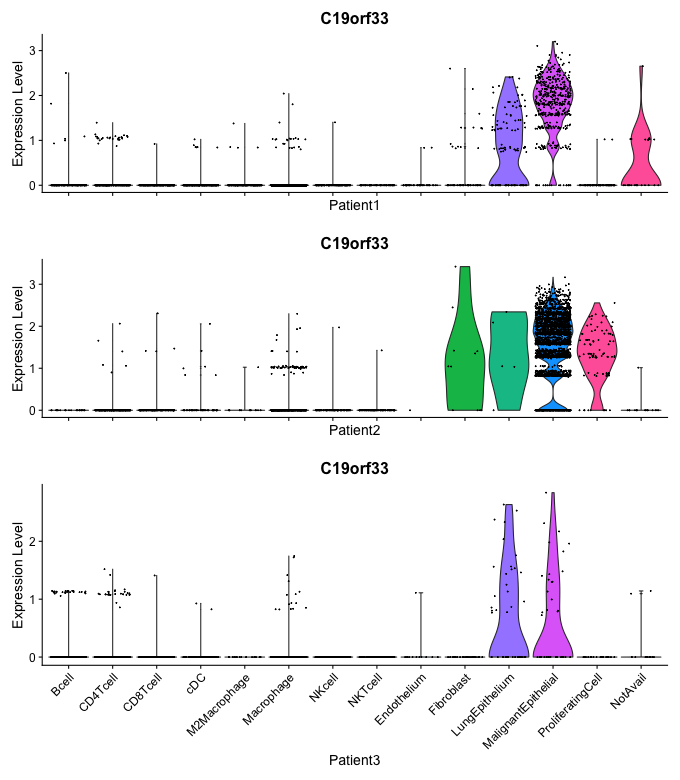 C19orf33
Expression Level
3
2
1
0
Patient1
C19orf33
Expression Level
3
2
1
0
Patient2
C19orf33
Expression Level
2
1
0
Bcell
CD4Tcell
CD8Tcell
cDC
M2Macrophage
Macrophage
NKcell
NKTcell
Endothelium
Fibroblast
LungEpithelium
MalignantEpithelial
ProliferatingCell
NotAvail
Patient3